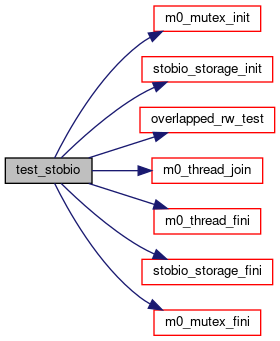 m0_mutex_init
stobio_storage_init
overlapped_rw_test
test_stobio
m0_thread_join
m0_thread_fini
stobio_storage_fini
m0_mutex_fini